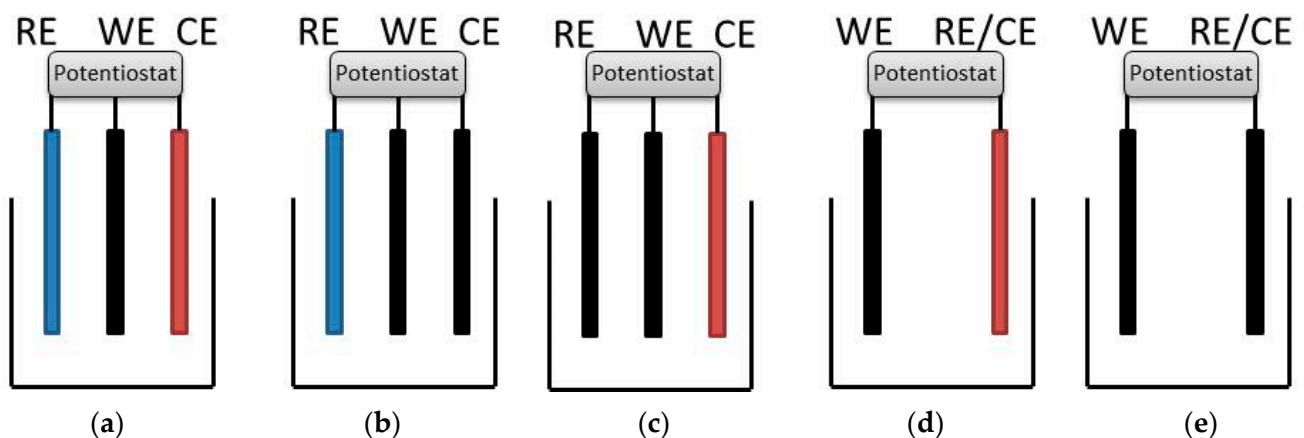 RE WE CE
Potentiostat
(a)
RE WE CE
Potentiostat
(b)
RE WE CE
Potentiostat
(c)
WE RE/CE
Potentiostat
(d)
WE RE/CE
Potentiostat
(e)